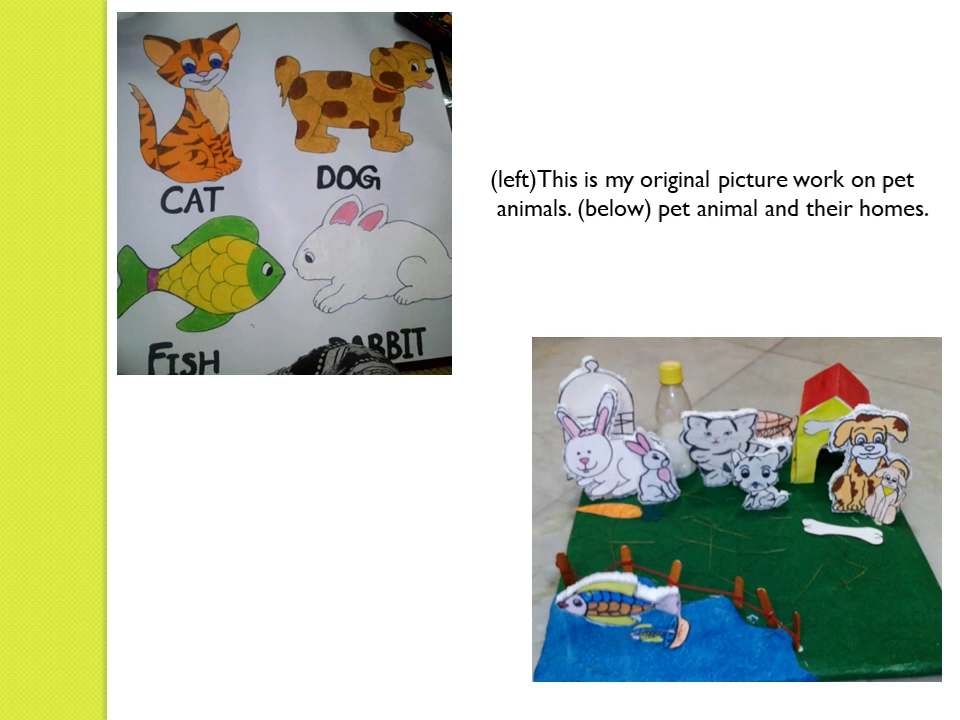 CAT
DOG
FISH
RABBIT
(left)This is my original picture work on pet
animals. (below) pet animal and their homes.